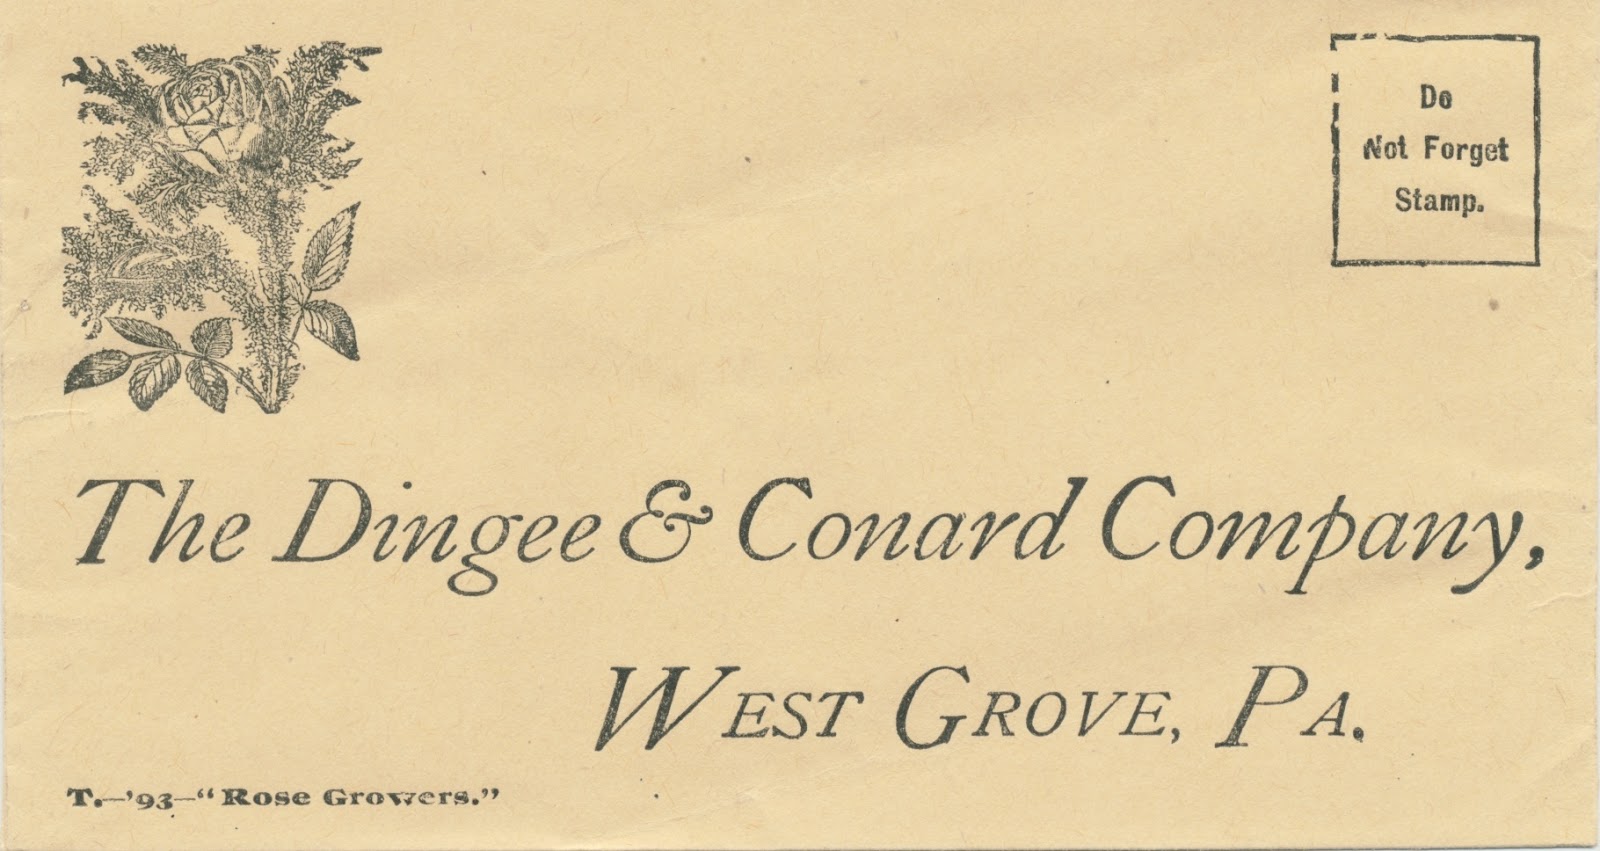 Do
Not Forget
Stamp.
The Dingee & Conard Company,
WEST GROVE, PA.
T.—'93—“Rose Growers.”